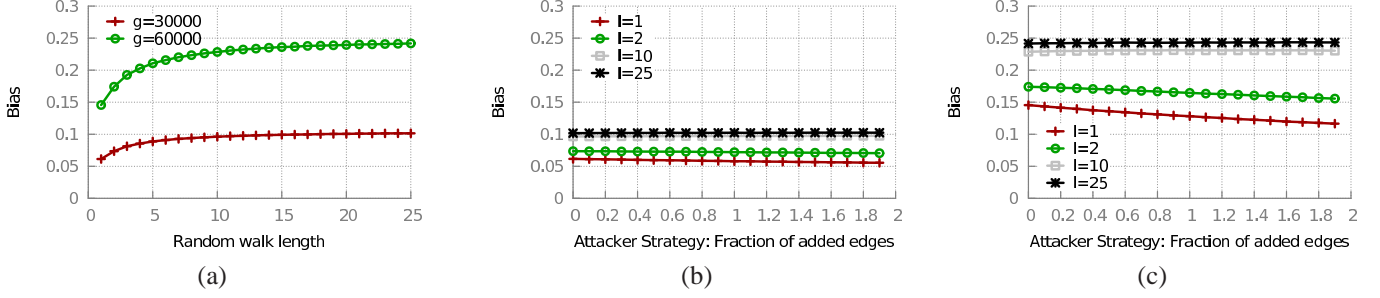 0.3
0.25
0.2
0.15
0.1
0.05
0
Bias
g=30000
g=60000
0 5 10 15 20 25
Random walk length
(a)
0.3
0.25
0.2
0.15
0.1
0.05
0
Bias
l=1
l=2
l=10
l=25
0 0.2 0.4 0.6 0.8 1 1.2 1.4 1.6 1.8 2
Attacker Strategy: Fraction of added edges
(b)
0.3
0.25
0.2
0.15
0.1
0.05
0
Bias
l=1
l=2
l=10
l=25
0 0.2 0.4 0.6 0.8 1 1.2 1.4 1.6 1.8 2
Attacker Strategy: Fraction of added edges
(c)